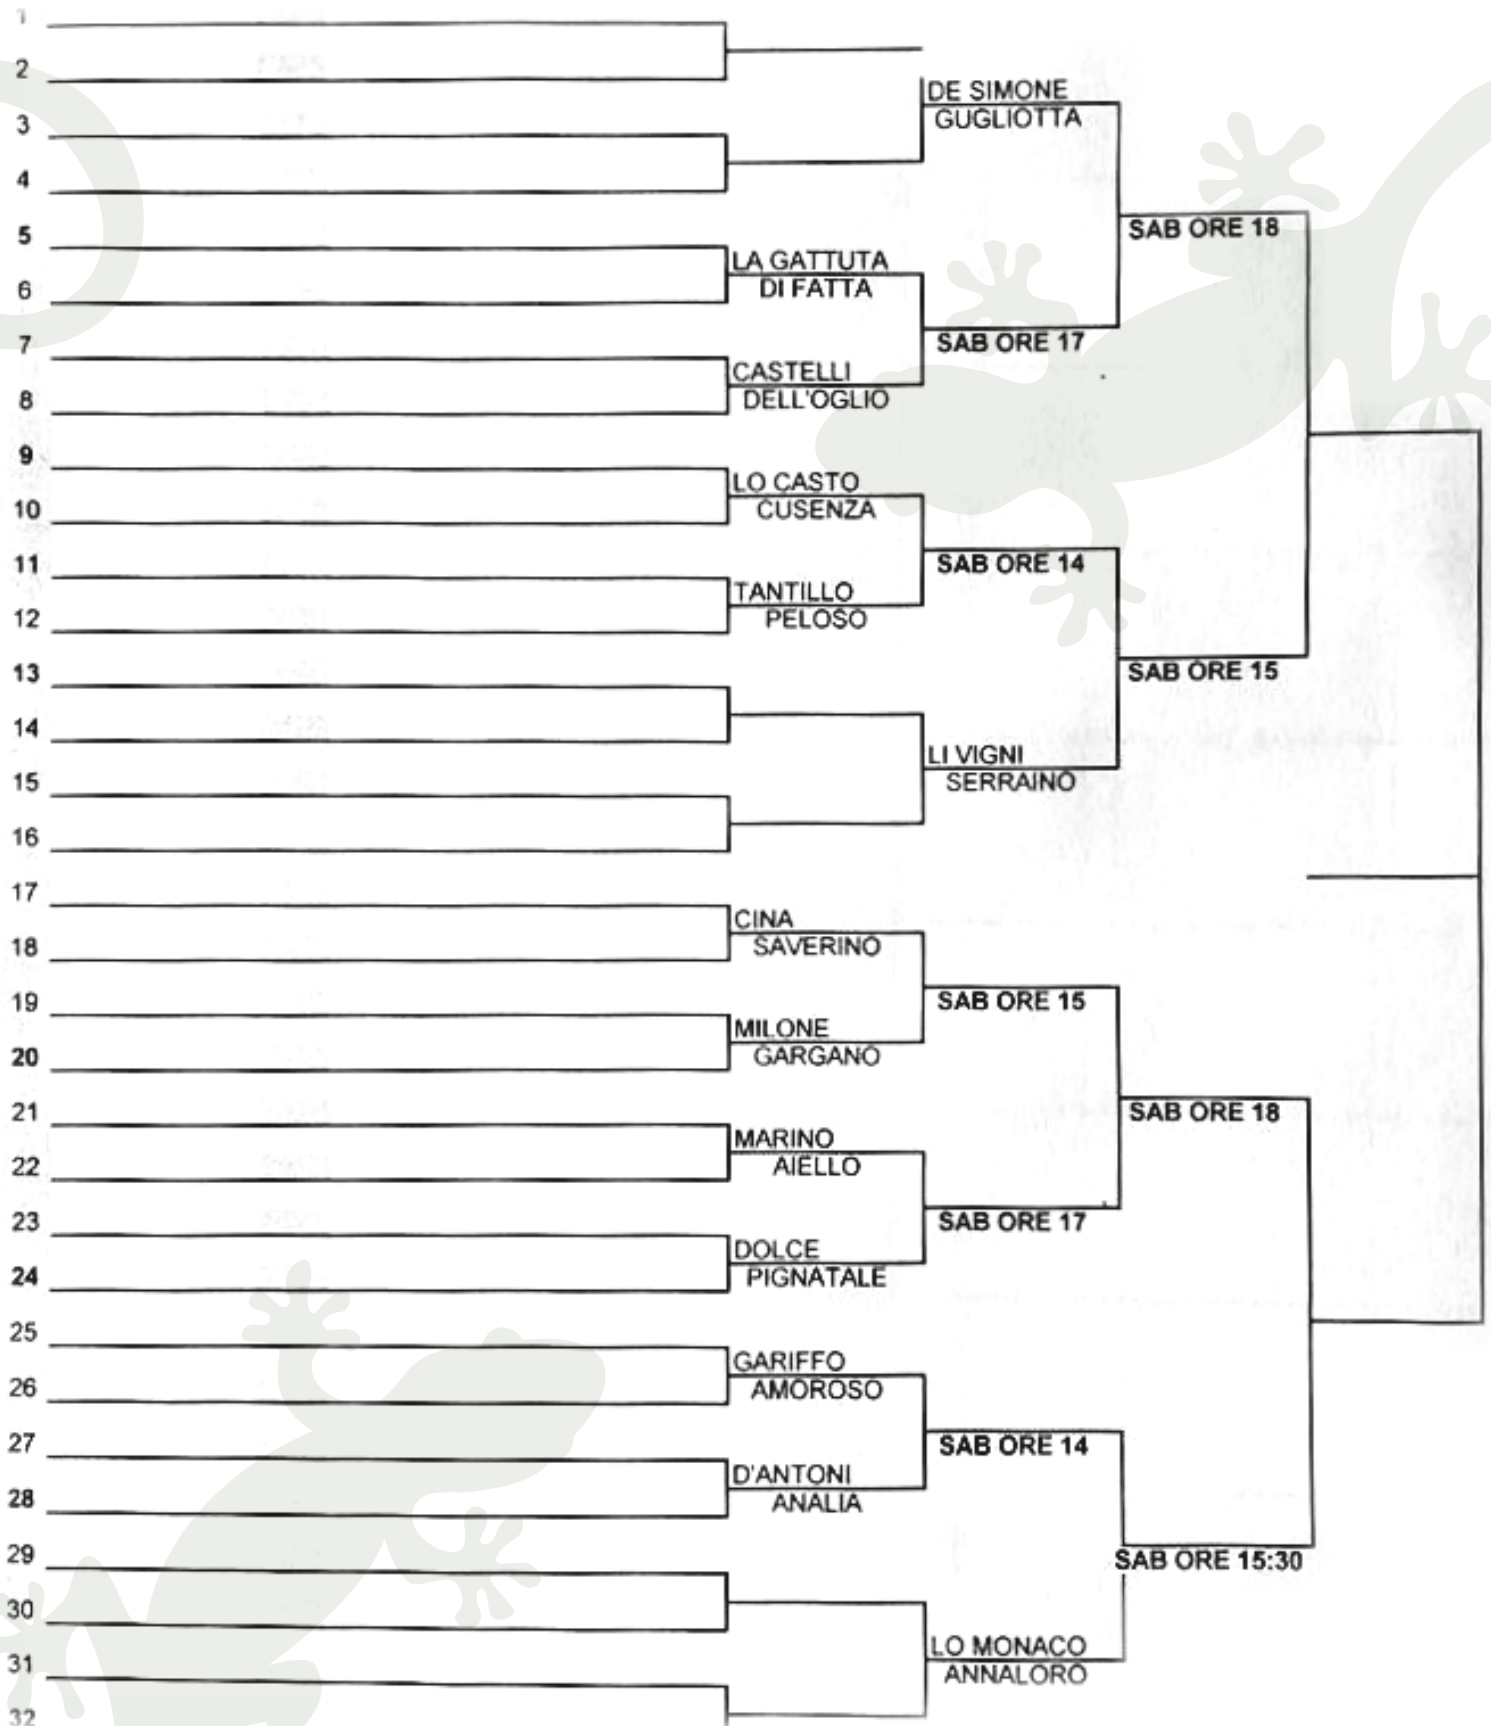 1
2
DE SIMONE
GUGLIOTTA
3
4
SAB ORE 18
5
LA GATTUTA
DI FATTA
6
SAB ORE 17
7
CASTELLI
DELL'OGLIO
8
9
LO CASTO
CUSENZA
10
SAB ORE 14
11
TANTILLO
PELOSO
12
SAB ORE 15
13
14
LI VIGNI
SERRAINO
15
16
17
CINA
SAVERINO
18
SAB ORE 15
19
MILONE
GARGANO
20
SAB ORE 18
21
MARINO
AIELLO
22
SAB ORE 17
23
DOLCE
PIGNATALE
24
25
GARIFFO
AMOROSO
26
SAB ORE 14
27
D'ANTONI
ANALIA
28
SAB ORE 15:30
29
30
LO MONACO
ANNALORO
31
32